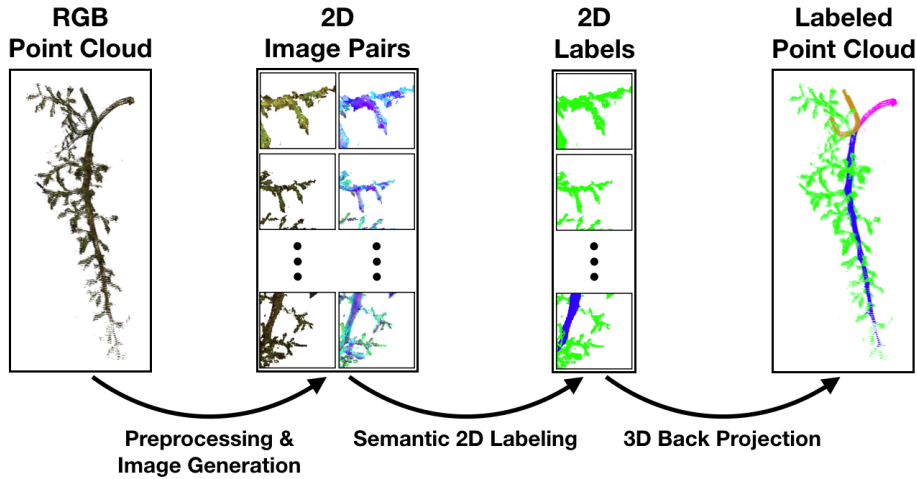 RGB
Point Cloud
2D
Image Pairs
2D
Labels
Labeled
Point Cloud
Preprocessing &
Image Generation
Semantic 2D Labeling
3D Back Projection